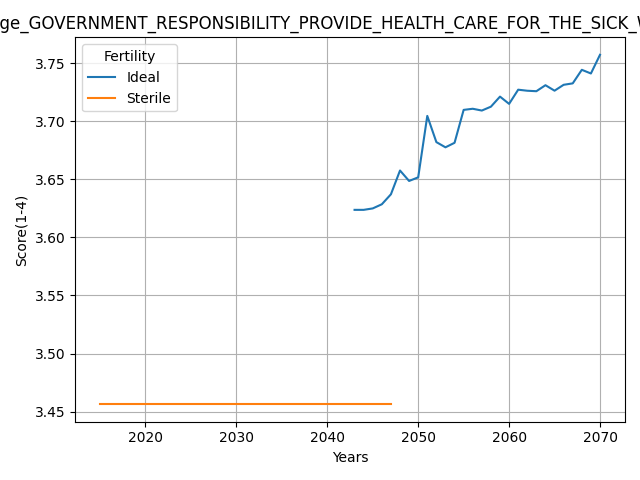 ge_GOVERNMENT_RESPONSIBILITY_PROVIDE_HEALTH_CARE_FOR_THE_SICK_
Fertility
Ideal
Sterile
3.75
3.70
3.65
3.60
3.55
3.50
3.45
Score(1-4)
2020 2030 2040 2050 2060 2070
Years